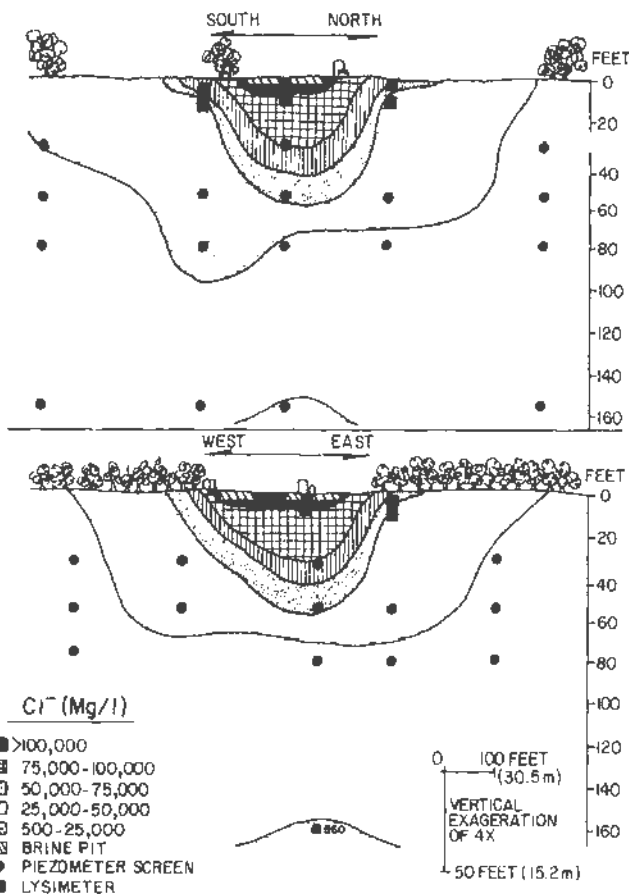 SOUTH NORTH
FEET
0
20
40
60
80
100
120
140
160
WEST EAST
FEET
0
20
40
60
80
100
120
140
160
Cl⁻ (Mg/l)
>100,000
75,000-100,000
50,000-75,000
25,000-50,000
500-25,000
BRINE PIT
PIEZOMETER SCREEN
LYSIMETER
0 100 FEET
(30.5m)
VERTICAL
EXAGERATION
OF 4X
50 FEET (15.2m)